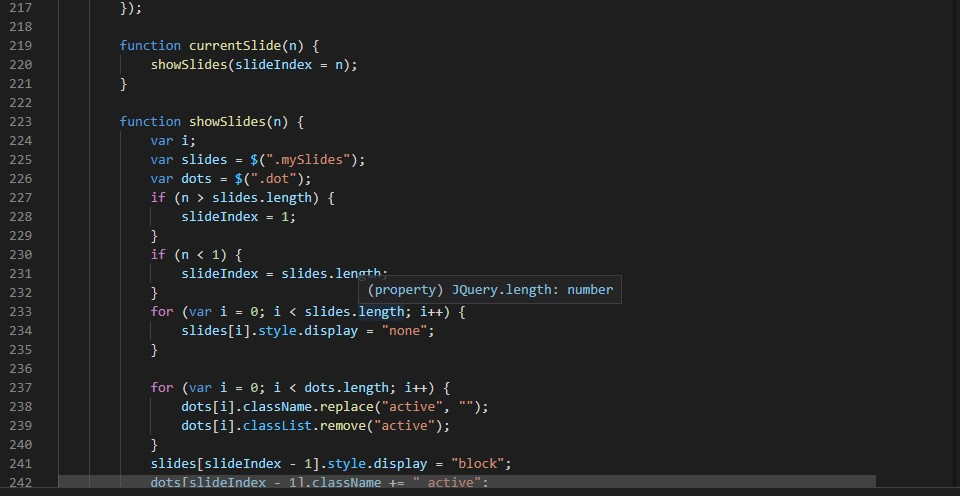 217 });
218
219 function currentSlide(n) {
220 showSlides(slideIndex = n);
221 }
222
223 function showSlides(n) {
224 var i;
225 var slides = $(".mySlides");
226 var dots = $(".dot");
227 if (n > slides.length) {
228 slideIndex = 1;
229 }
230 if (n < 1) {
231 slideIndex = slides.length;
(property) JQuery.length: number
232 }
233 for (var i = 0; i < slides.length; i++) {
234 slides[i].style.display = "none";
235 }
236
237 for (var i = 0; i < dots.length; i++) {
238 dots[i].className.replace("active", "");
239 dots[i].classList.remove("active");
240 }
241 slides[slideIndex - 1].style.display = "block";
242 dots[slideIndex - 1].className += " active";